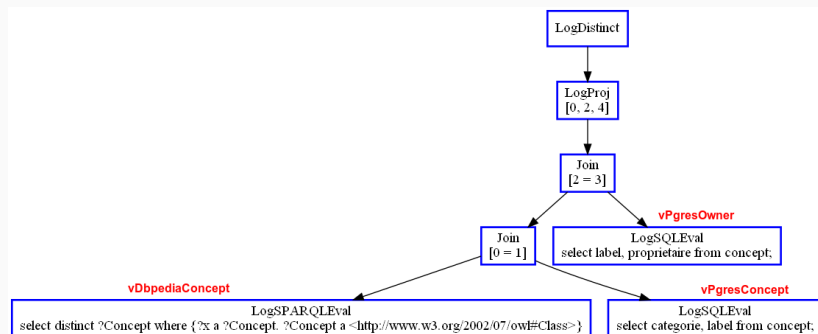 LogDistinct
LogProj
[0, 2, 4]
Join
[2 = 3]
vPgresOwner
Join
[0 = 1]
LogSQLEval
select label, proprietaire from concept;
vDbpediaConcept
vPgresConcept
LogSPARQLEval
select distinct ?Concept where {?x a ?Concept. ?Concept a <http://www.w3.org/2002/07/owl#Class>}
LogSQLEval
select categorie, label from concept;